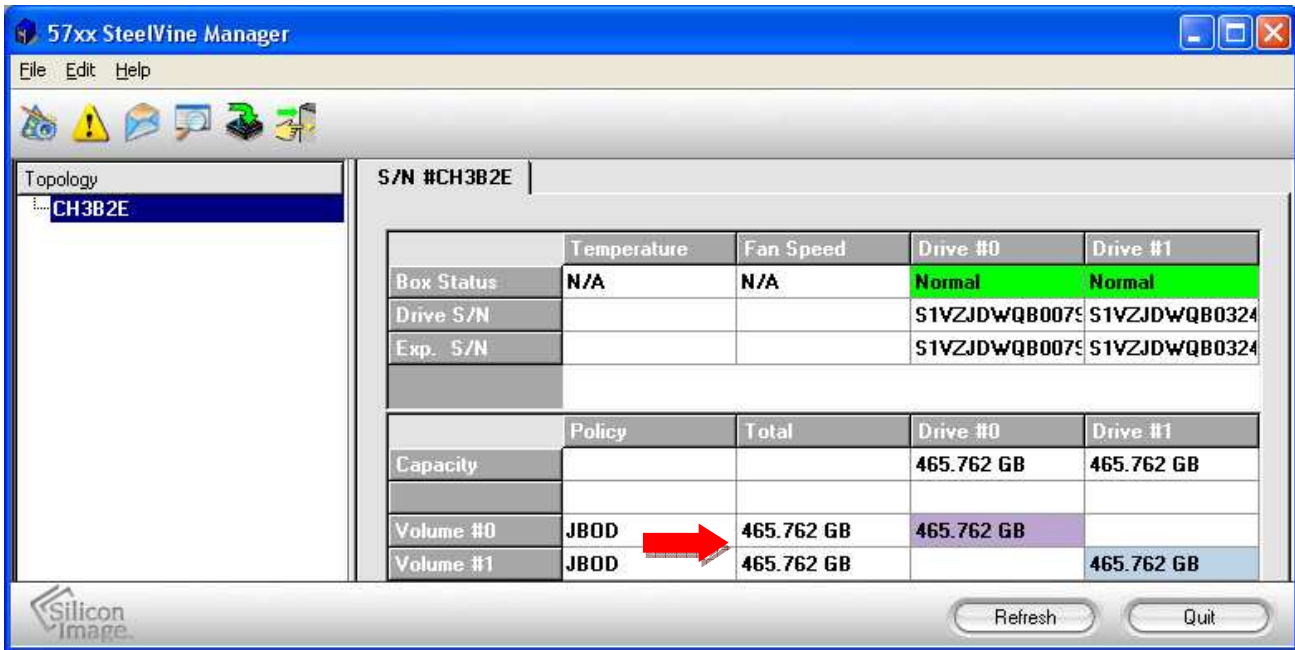 57xx SteelVine Manager
File Edit Help
Topology
CH3B2E
S/N #CH3B2E
Temperature Fan Speed Drive #0 Drive #1
Box Status N/A N/A Normal Normal
Drive S/N S1VZJDWQB0079 S1VZJDWQB0324
Exp. S/N S1VZJDWQB0079 S1VZJDWQB0324
Policy Total Drive #0 Drive #1
Capacity 465.762 GB 465.762 GB
Volume #0 JBOD 465.762 GB 465.762 GB
Volume #1 JBOD 465.762 GB 465.762 GB
Silicon
Image.
Refresh Quit